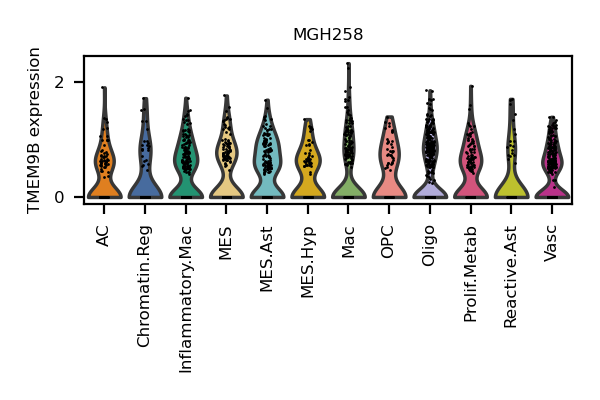 MGH258
TMEM9B expression
2
0
AC
Chromatin.Reg
Inflammatory.Mac
MES
MES.Ast
MES.Hyp
Mac
OPC
Oligo
Prolif.Metab
Reactive.Ast
Vasc